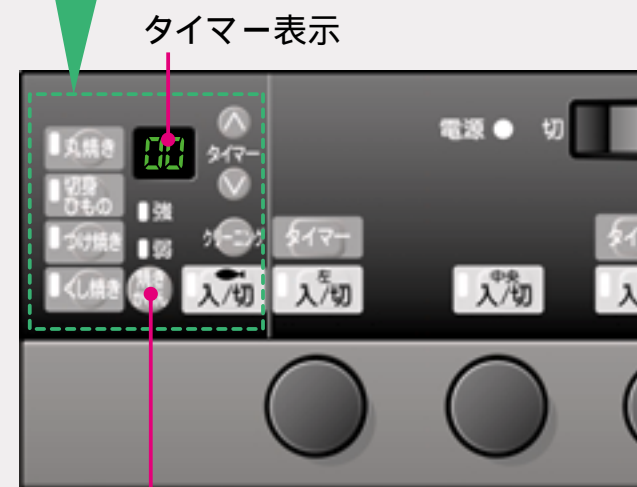 タイマー表示
電源
切
丸焼き
00
タイマー
切身
ひもの
強
つけ焼き
弱
クリーニング
タイマー
くし焼き
入/切
左
入/切
中央
入/切